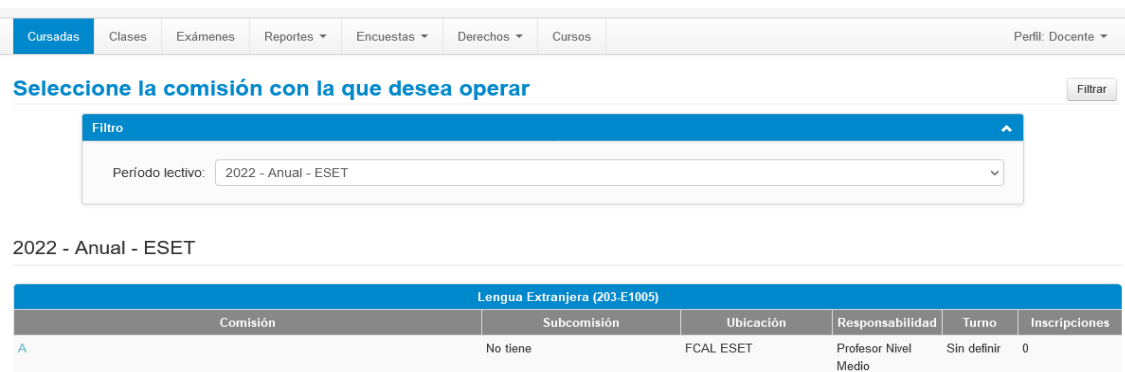 Cursadas Clases Exámenes Reportes Encuestas Derechos Cursos Perfil: Docente
Seleccione la comisión con la que desea operar Filtrar
Filtro
Período lectivo: 2022 - Anual - ESET
2022 - Anual - ESET
Lengua Extranjera (203-E1005)
Comisión Subcomisión Ubicación Responsabilidad Turno Inscripciones
A No tiene FCAL ESET Profesor Nivel Sin definir 0
Medio